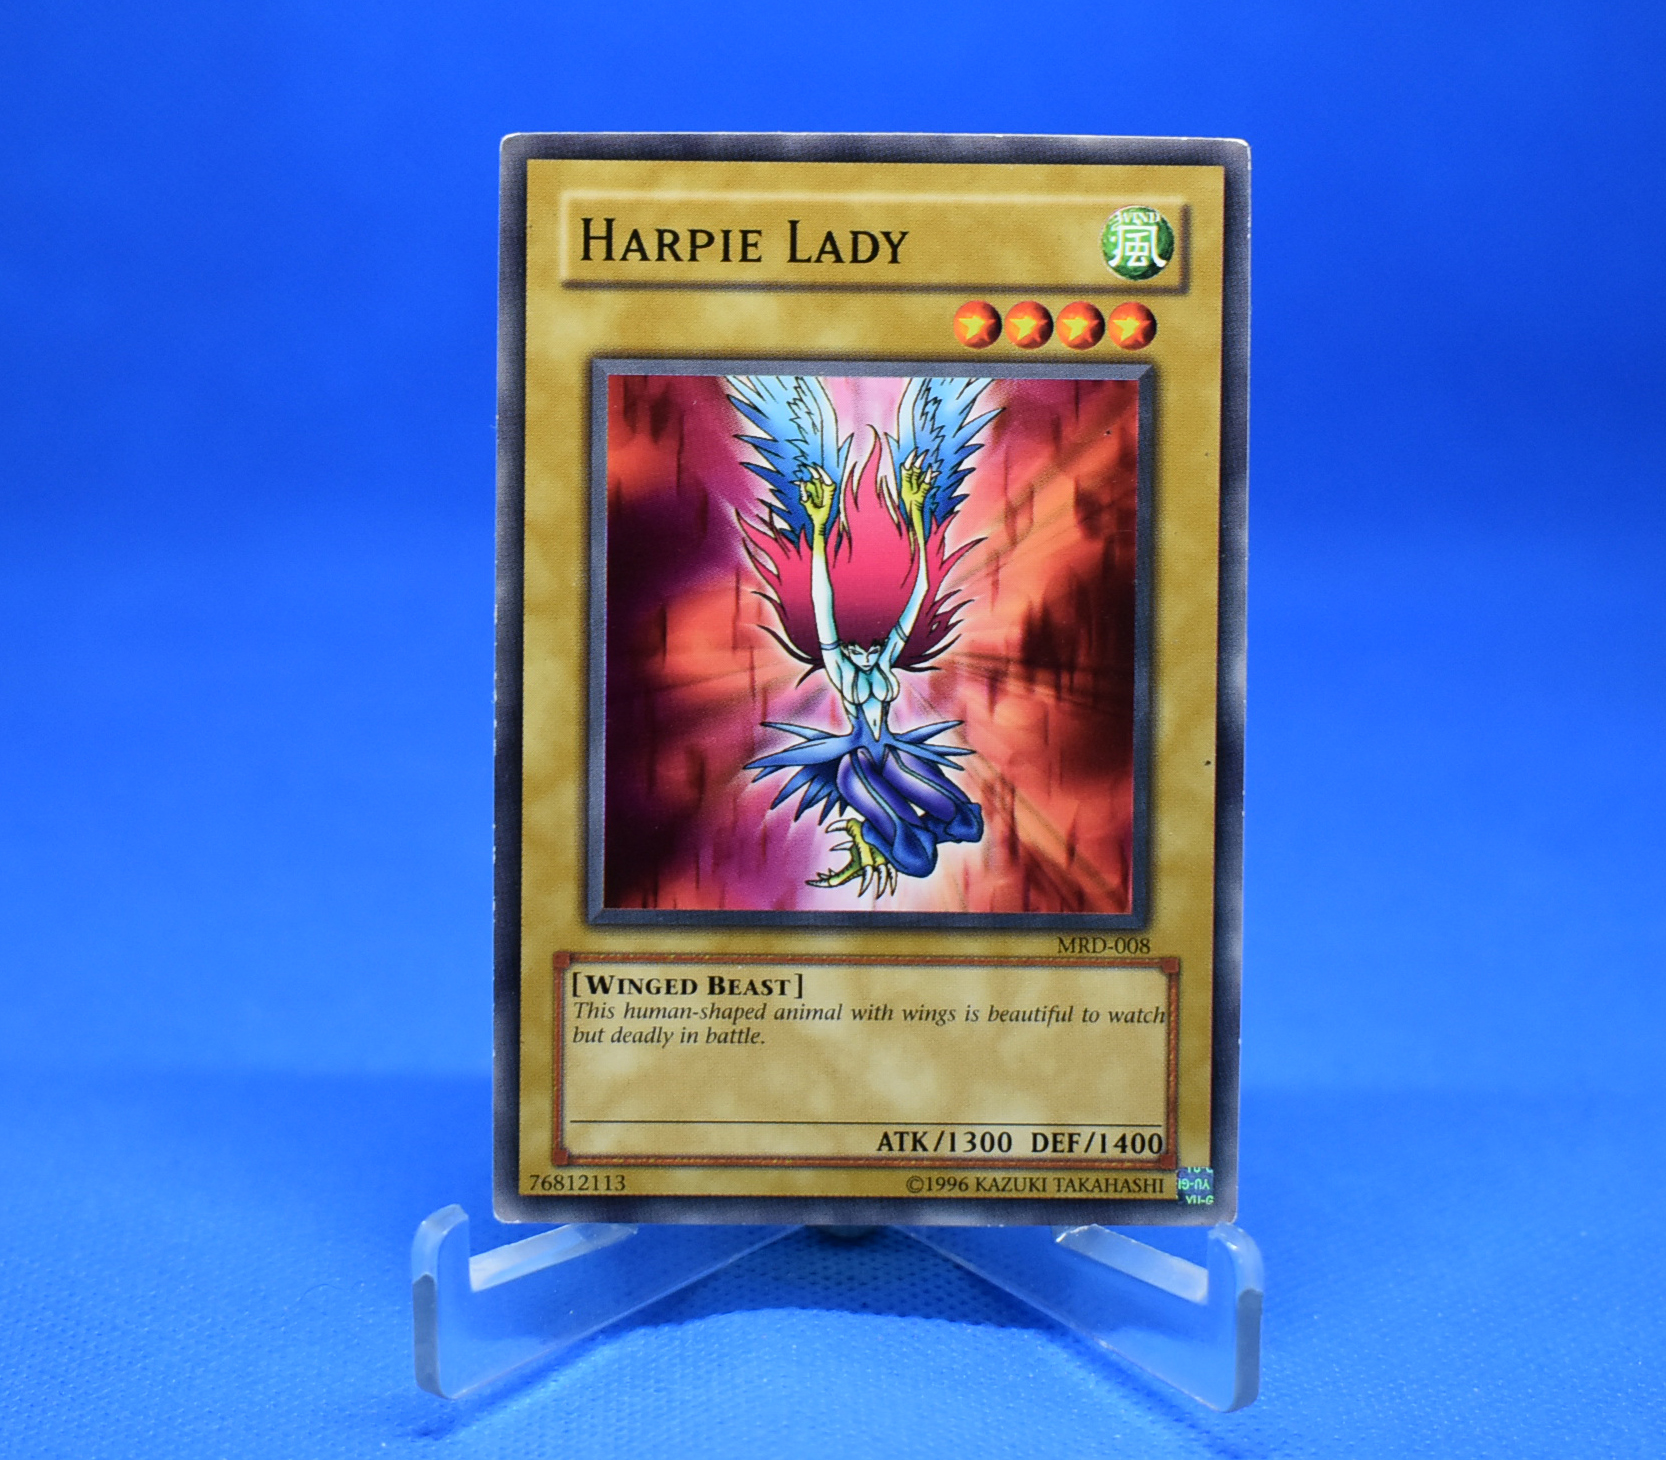 HARPIE LADY
WIND
風
MRD-008
[WINGED BEAST]
This human-shaped animal with wings is beautiful to watch
but deadly in battle.
ATK/1300 DEF/1400
76812113
©1996 KAZUKI TAKAHASHI